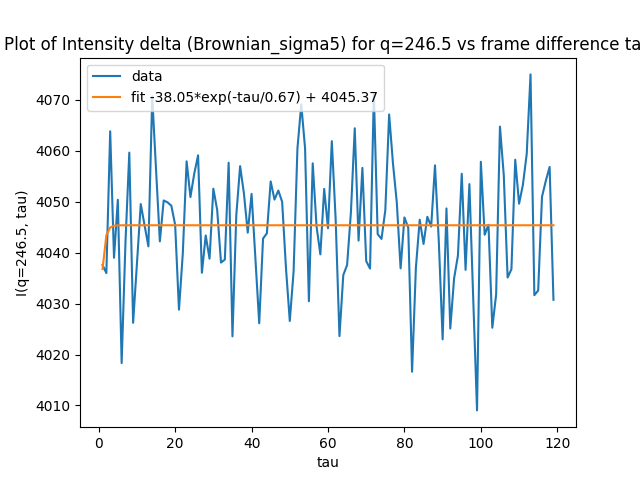 Plot of Intensity delta (Brownian_sigma5) for q=246.5 vs frame difference ta
data
fit -38.05*exp(-tau/0.67) + 4045.37
4070
4060
4050
4040
4030
4020
4010
I(q=246.5, tau)
0 20 40 60 80 100 120
tau